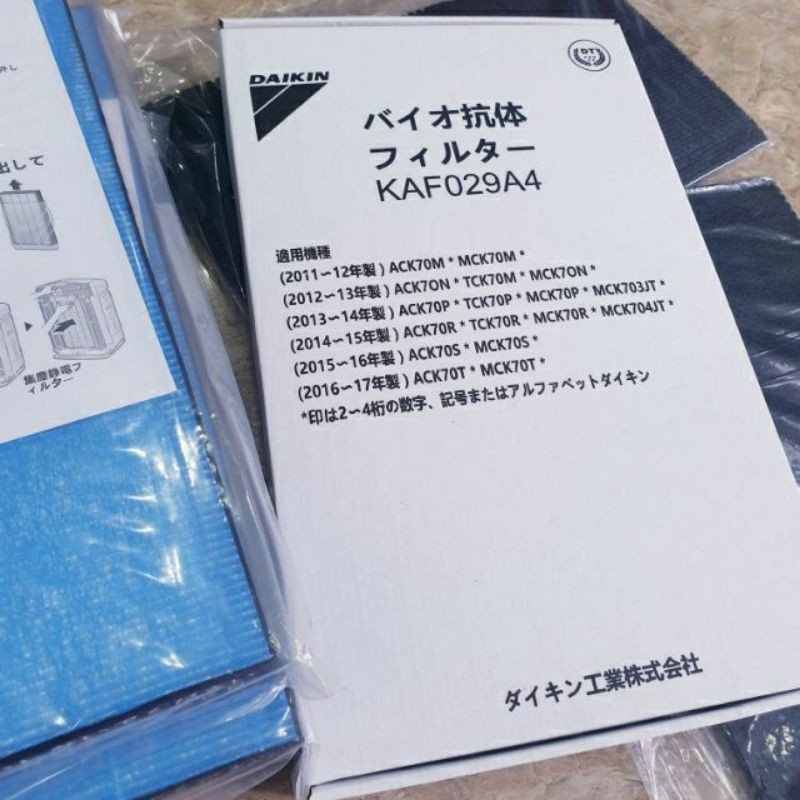 出して
集塵静電フ
ィルター
DAIKIN
DT
バイオ抗体
フィルター
KAF029A4
適用機種
(2011〜12年製) ACK70M * MCK70M *
(2012〜13年製) ACK7ON * TCK70M * MCK7ON *
(2013〜14年製) ACK70P * TCK70P * MCK70P * MCK703JT *
(2014〜15年製) ACK70R * TCK70R * MCK70R * MCK704JT *
(2015〜16年製) ACK70S * MCK70S *
(2016〜17年製) ACK70T * MCK70T *
*印は2〜4桁の数字、記号またはアルファベットダイキン
ダイキン工業株式会社